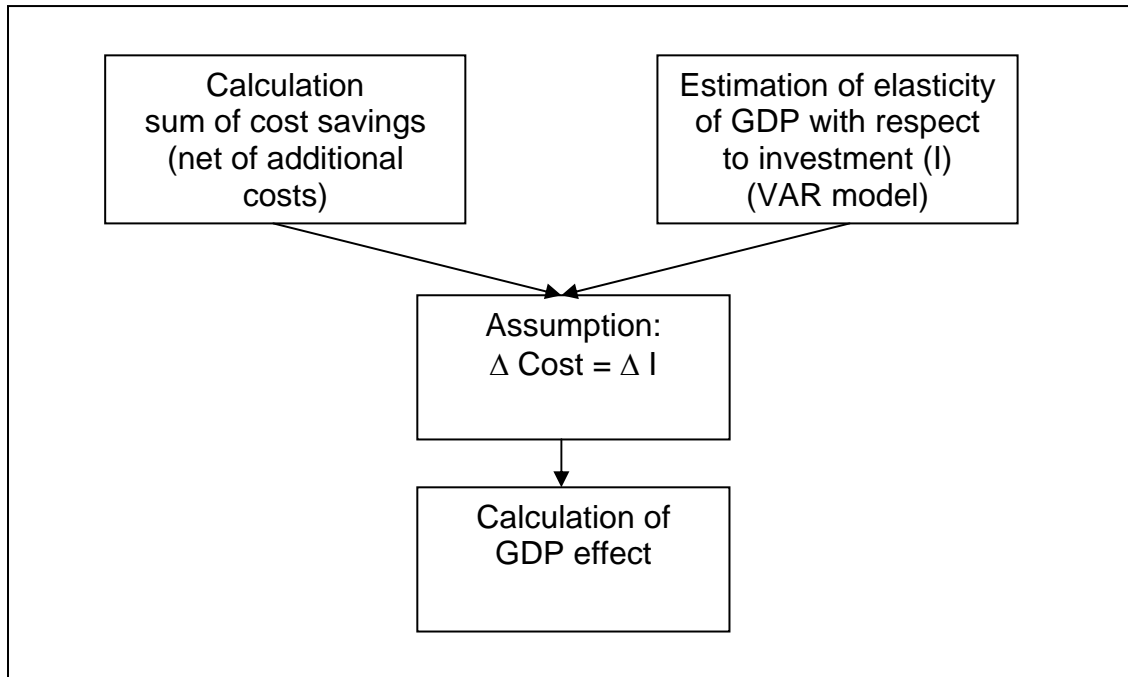 Calculation
sum of cost savings
(net of additional
costs)
Estimation of elasticity
of GDP with respect
to investment (I)
(VAR model)
Assumption:
Δ Cost = Δ I
Calculation of
GDP effect